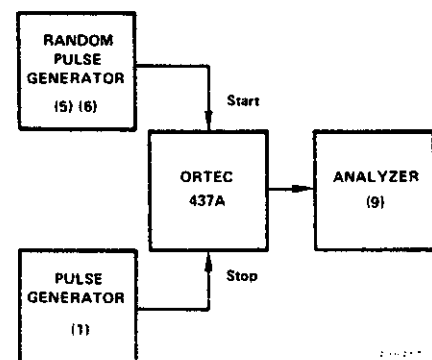 RANDOM
PULSE
GENERATOR
(5) (6)
Start
ORTEC
437A
ANALYZER
(9)
Stop
PULSE
GENERATOR
(1)